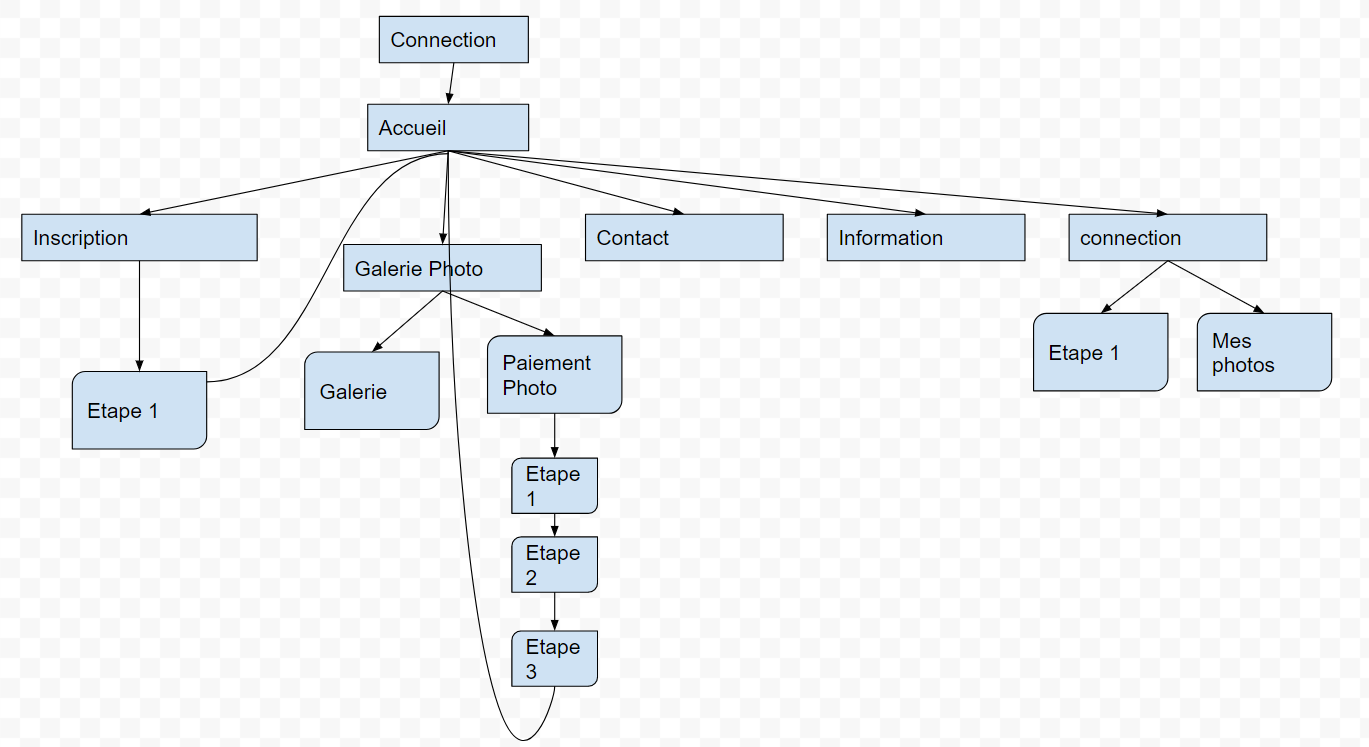 Connection
Accueil
Inscription
Galerie Photo
Contact
Information
connection
Etape 1
Galerie
Paiement
Photo
Etape
1
Etape
2
Etape
3
Etape 1
Mes
photos